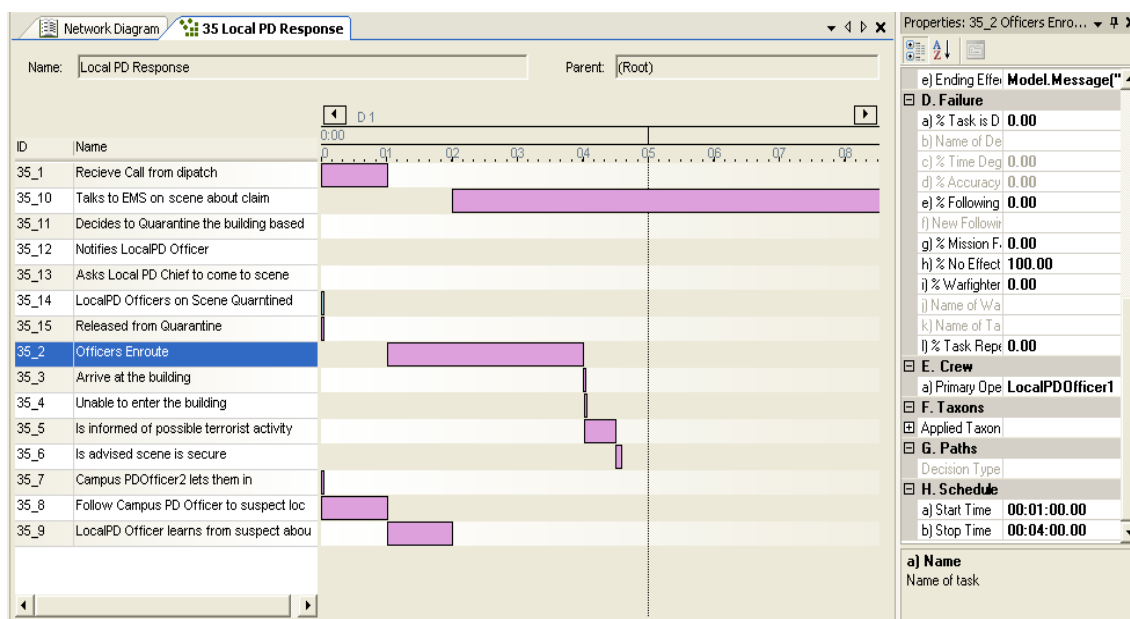 Network Diagram
35 Local PD Response
Name: Local PD Response
Parent: (Root)
D 1
0:00
ID Name
0 01 02 03 04 05 06 07 08
35_1 Recieve Call from dipatch
35_10 Talks to EMS on scene about claim
35_11 Decides to Quarantine the building based
35_12 Notifies LocalPD Officer
35_13 Asks Local PD Chief to come to scene
35_14 LocalPD Officers on Scene Quarntined
35_15 Released from Quarantine
35_2 Officers Enroute
35_3 Arrive at the building
35_4 Unable to enter the building
35_5 Is informed of possible terrorist activity
35_6 Is advised scene is secure
35_7 Campus PDOfficer2 lets them in
35_8 Follow Campus PD Officer to suspect loc
35_9 LocalPD Officer learns from suspect abou
Properties: 35_2 Officers Enro...
e) Ending Effe Model.Message("
D. Failure
a) % Task is D 0.00
b) Name of De
c) % Time Deg 0.00
d) % Accuracy 0.00
e) % Following 0.00
f) New Followin
g) % Mission F 0.00
h) % No Effect 100.00
i) % Warfighter 0.00
j) Name of Wa
k) Name of Ta
l) % Task Repe 0.00
E. Crew
a) Primary Ope LocalPDOfficer1
F. Taxons
Applied Taxon
G. Paths
Decision Type
H. Schedule
a) Start Time 00:01:00.00
b) Stop Time 00:04:00.00
a) Name
Name of task